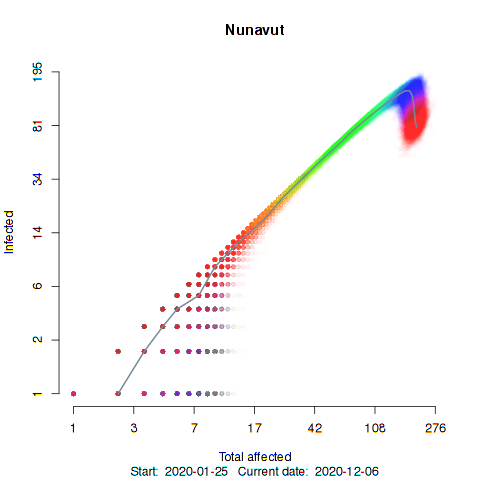 Nunavut
195
81
34
14
6
2
1
Infected
1 3 7 17 42 108 276
Total affected
Start: 2020-01-25 Current date: 2020-12-06